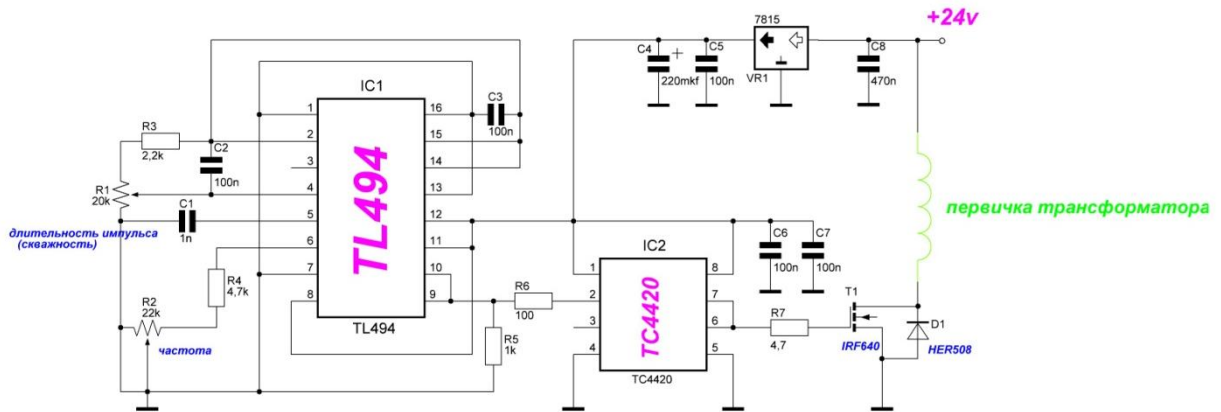 +24v
7815
IC1
C4
C5
C8
220mkf
100n
VR1
470n
1
16
C3
100n
R3
2
15
2,2k
C2
3
14
100n
R1
20k
4
13
TL494
C1
5
12
первичка трансформатора
длительность импульса
(скважность)
1n
6
11
IC2
C6
C7
100n
100n
R4
4,7k
7
10
1
8
R2
22k
8
9
R6
100
2
7
T1
R7
TL494
3
6
D1
частота
R5
1k
TC4420
4,7
IRF640
HER508
4
5
TC4420